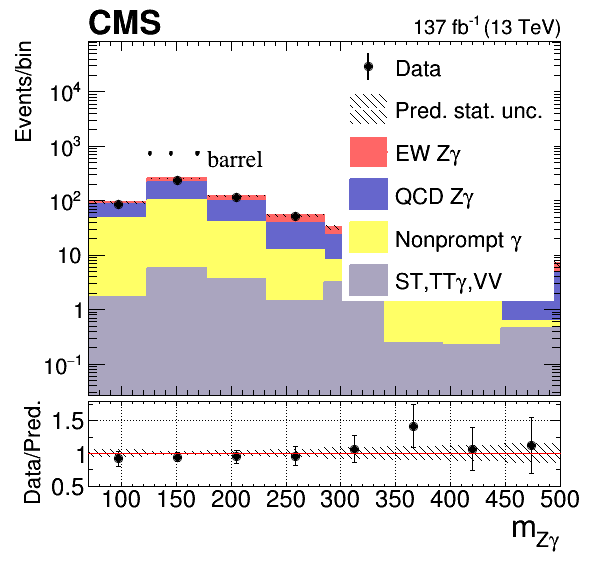 CMS
137 fb⁻¹ (13 TeV)
Events/bin
10⁴
10³
10²
10
1
10⁻¹
Data
Pred. stat. unc.
EW Zγ
QCD Zγ
Nonprompt γ
ST,TTγ,VV
barrel
Data/Pred.
1.5
1
0.5
100 150 200 250 300 350 400 450 500
m_Zγ